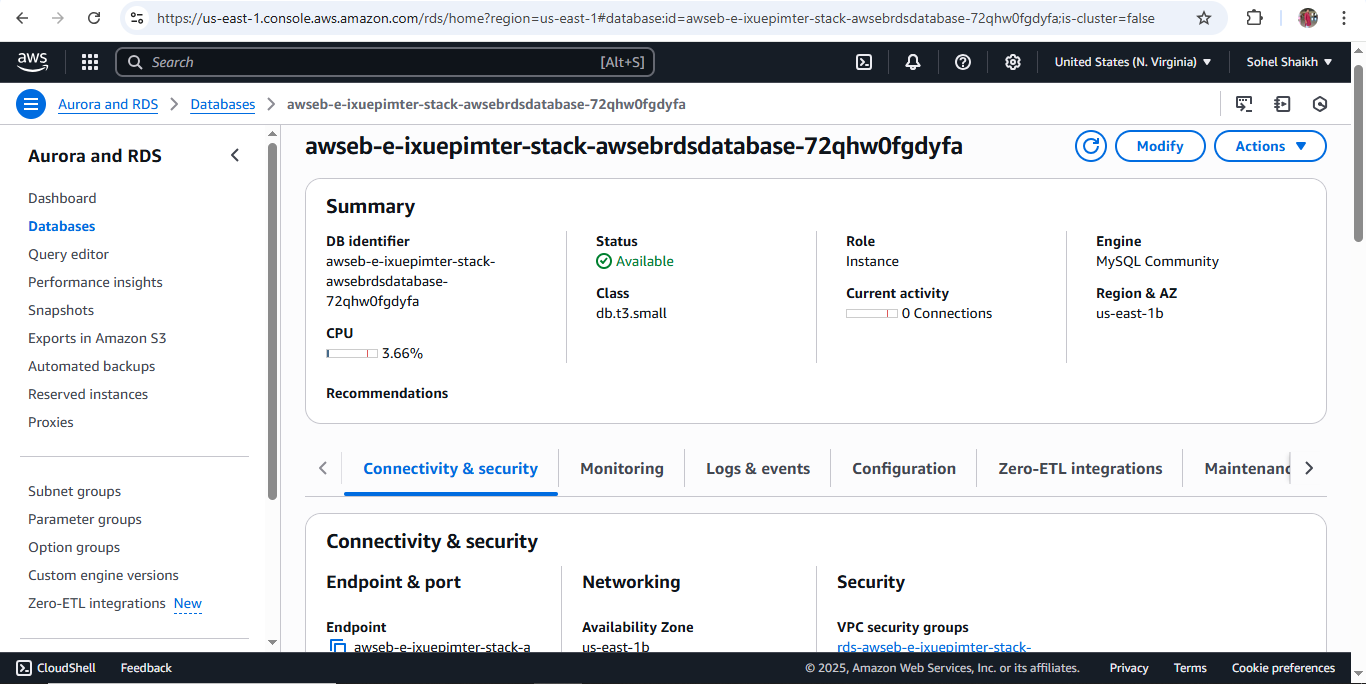 https://us-east-1.console.aws.amazon.com/rds/home?region=us-east-1#database:id=awseb-e-ixuepimter-stack-awsebrdsdatabase-72qhw0fgdyfa;is-cluster=false
aws
Search [Alt+S]
United States (N. Virginia)
Sohel Shaikh
Aurora and RDS
Databases
awseb-e-ixuepimter-stack-awsebrdsdatabase-72qhw0fgdyfa
Aurora and RDS
Dashboard
Databases
Query editor
Performance insights
Snapshots
Exports in Amazon S3
Automated backups
Reserved instances
Proxies
Subnet groups
Parameter groups
Option groups
Custom engine versions
Zero-ETL integrations New
awseb-e-ixuepimter-stack-awsebrdsdatabase-72qhw0fgdyfa
Modify
Actions
Summary
DB identifier
awseb-e-ixuepimter-stack-
awsebrdsdatabase-
72qhw0fgdyfa
CPU
3.66%
Recommendations
Status
Available
Class
db.t3.small
Role
Instance
Current activity
0 Connections
Engine
MySQL Community
Region & AZ
us-east-1b
Connectivity & security
Monitoring
Logs & events
Configuration
Zero-ETL integrations
Maintenanc
Connectivity & security
Endpoint & port
Endpoint
awseb-e-ixuepimter-stack-a
Networking
Availability Zone
us-east-1b
Security
VPC security groups
rds-awseb-e-ixuepimter-stack-
CloudShell
Feedback
© 2025, Amazon Web Services, Inc. or its affiliates.
Privacy
Terms
Cookie preferences